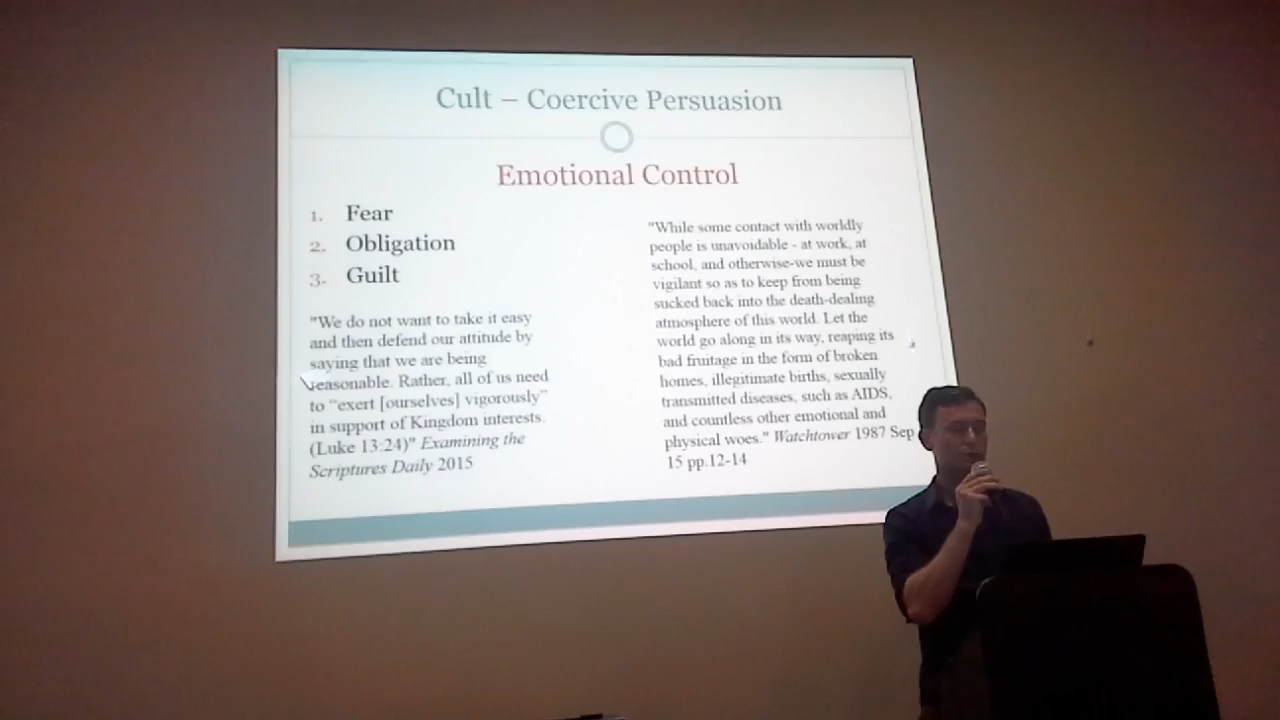 Cult – Coercive Persuasion
Emotional Control
1. Fear
2. Obligation
3. Guilt
"We do not want to take it easy
and then defend our attitude by
saying that we are being
reasonable. Rather, all of us need
to "exert [ourselves] vigorously"
in support of Kingdom interests.
(Luke 13:24)" Examining the
Scriptures Daily 2015
"While some contact with worldly
people is unavoidable - at work, at
school, and otherwise-we must be
vigilant so as to keep from being
sucked back into the death-dealing
atmosphere of this world. Let the
world go along in its way, reaping its
bad fruitage in the form of broken
homes, illegitimate births, sexually
transmitted diseases, such as AIDS,
and countless other emotional and
physical woes." Watchtower 1987 Sep
15 pp.12-14